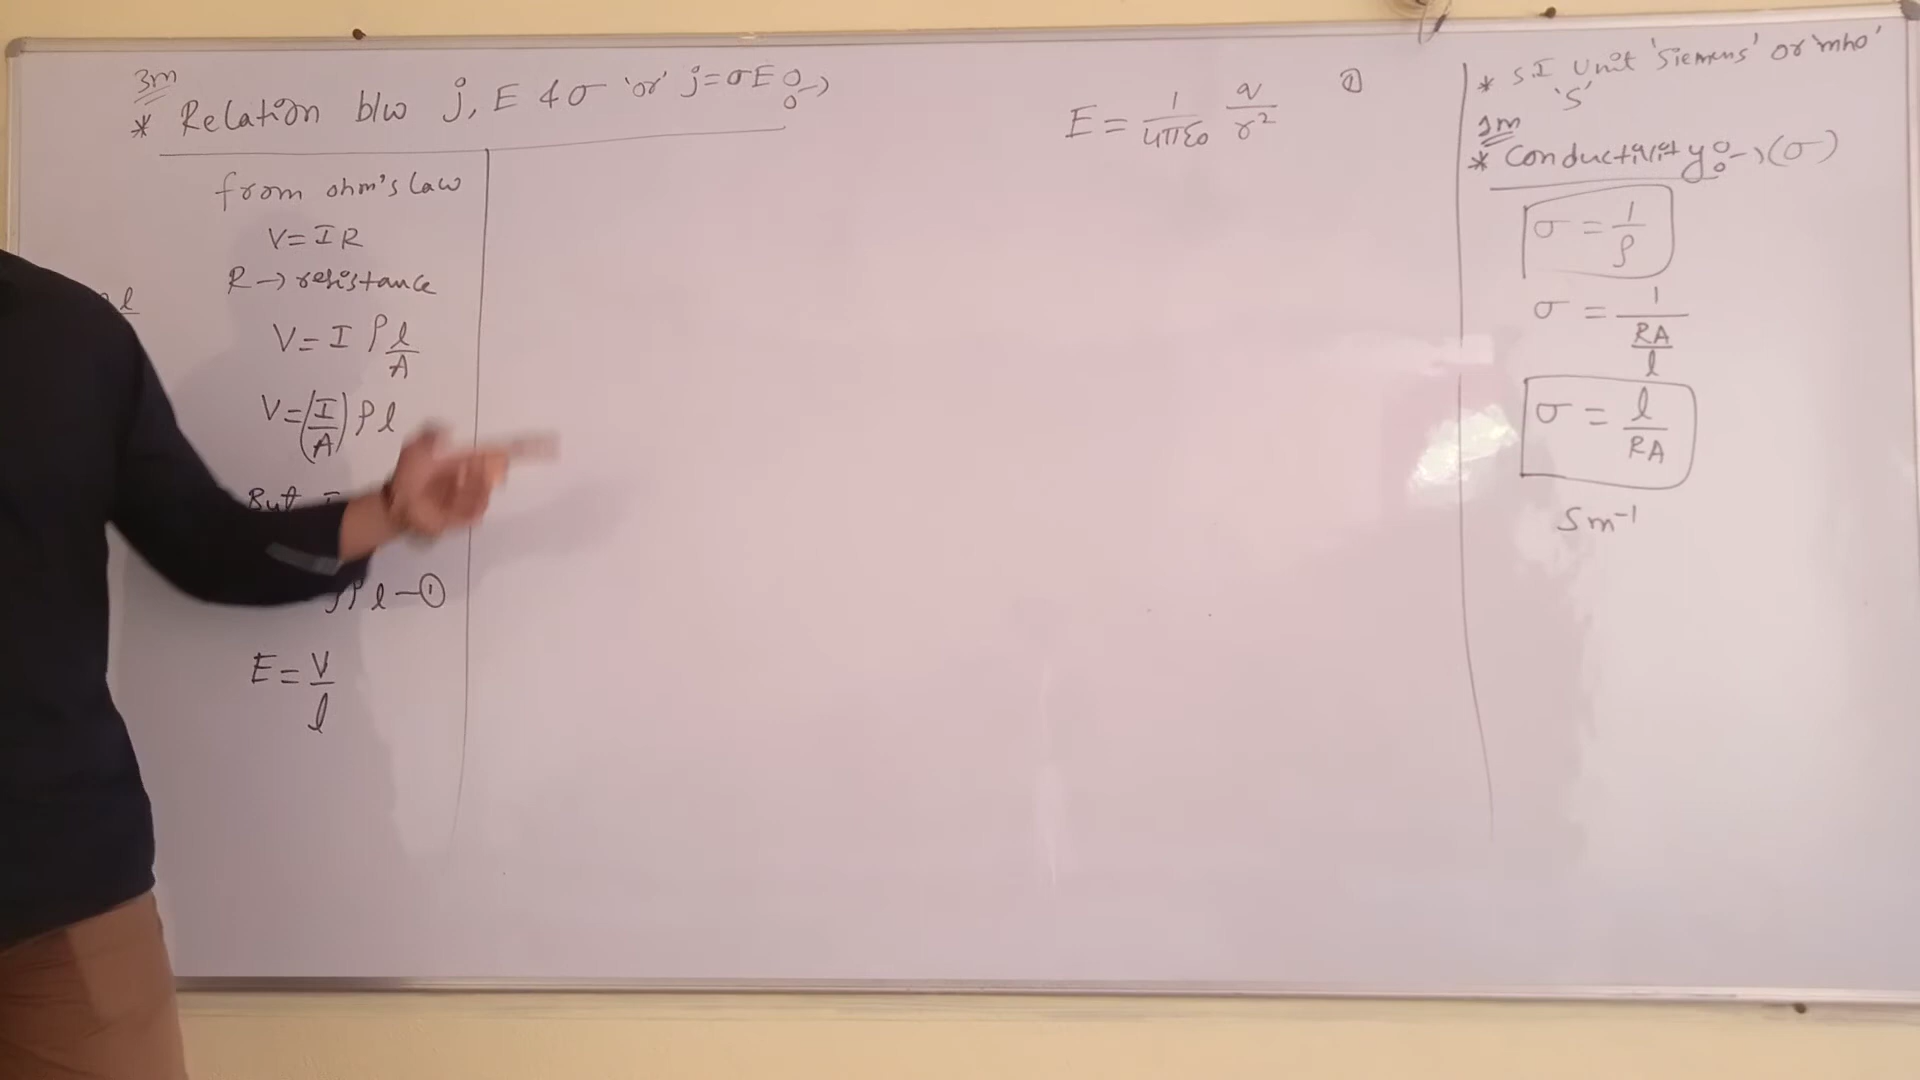 3m
* Relation b/w j, E & σ 'or' j=σE :->
from ohm's law
V=IR
R -> resistance
V = I ρ l/A
V=(I/A) ρ l
But I
jρ l — ①
E = V/l
l
E = 1/4πε0 q/r²
①
* S.I Unit 'Siemens' or 'mho'
'S'
1m
* Conductivity :-> (σ)
σ = 1/ρ
σ = 1/(RA/l)
σ = l/RA
S m⁻¹